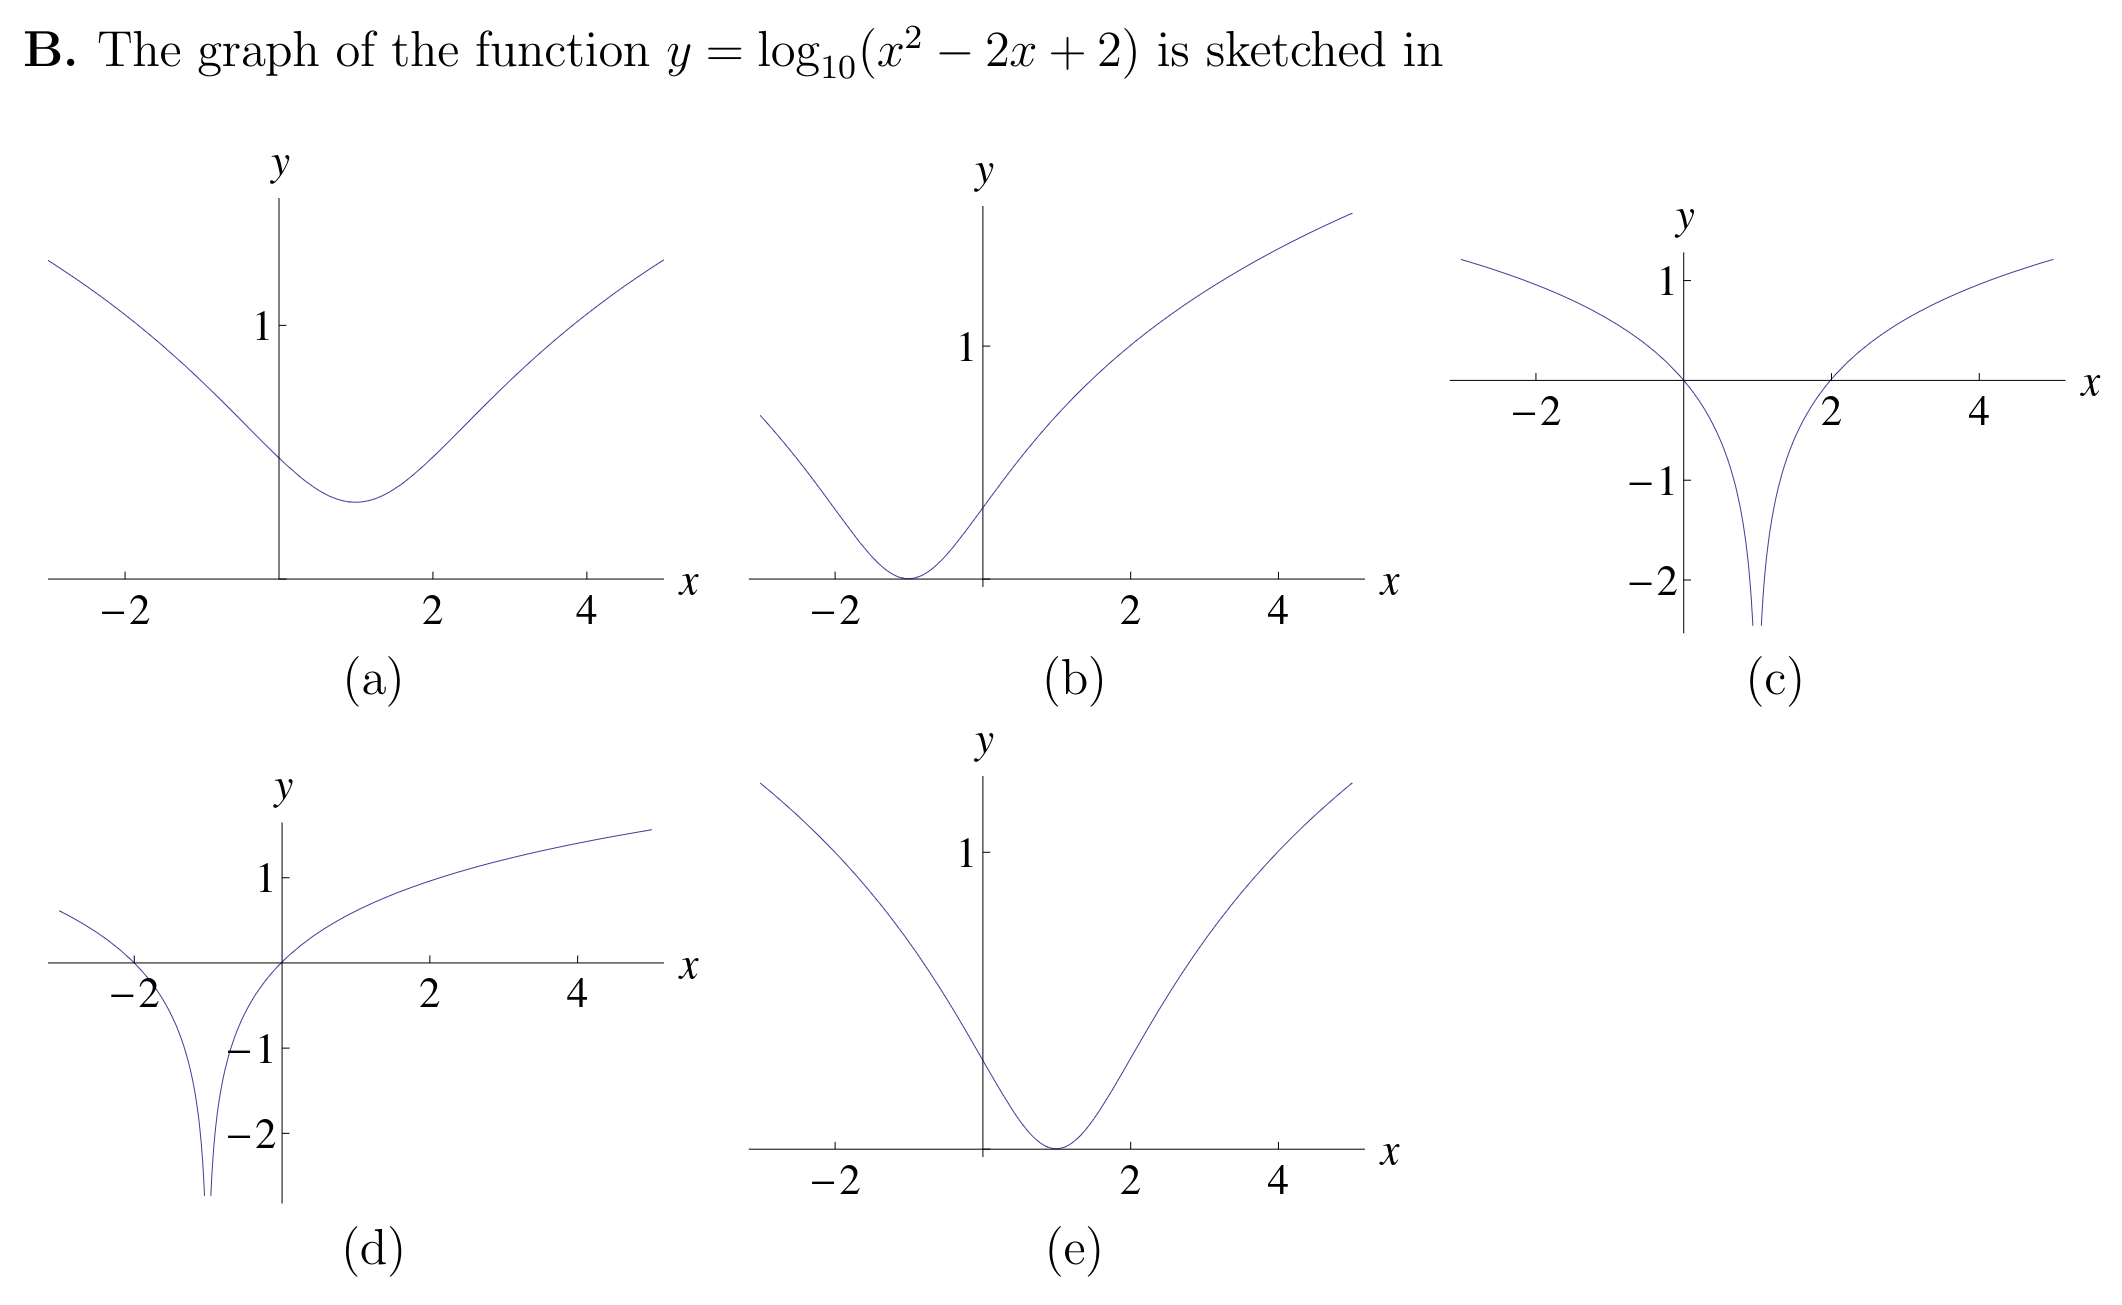 B. The graph of the function y = log₁₀(x² − 2x + 2) is sketched in
y
1
−2 2 4 x
(a)
y
1
−2 2 4 x
(b)
y
1
−2 2 4 x
−1
−2
(c)
y
1
−2 2 4 x
−1
−2
(d)
y
1
−2 2 4 x
(e)